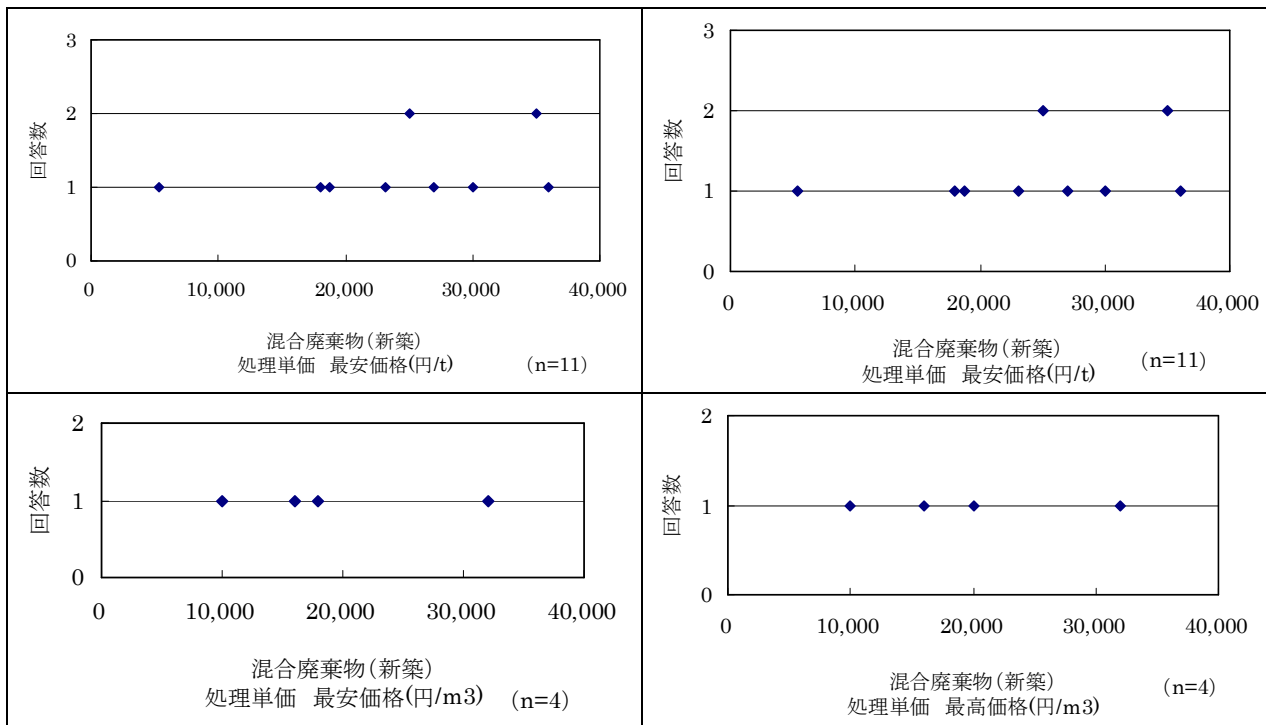 3
2
1
0
回答数
0
10,000
20,000
30,000
40,000
混合廃棄物(新築)
処理単価 最安価格(円/t)
(n=11)
3
2
1
0
回答数
0
10,000
20,000
30,000
40,000
混合廃棄物(新築)
処理単価 最安価格(円/t)
(n=11)
2
1
0
回答数
0
10,000
20,000
30,000
40,000
混合廃棄物(新築)
処理単価 最安価格(円/m3)
(n=4)
2
1
0
回答数
0
10,000
20,000
30,000
40,000
混合廃棄物(新築)
処理単価 最高価格(円/m3)
(n=4)